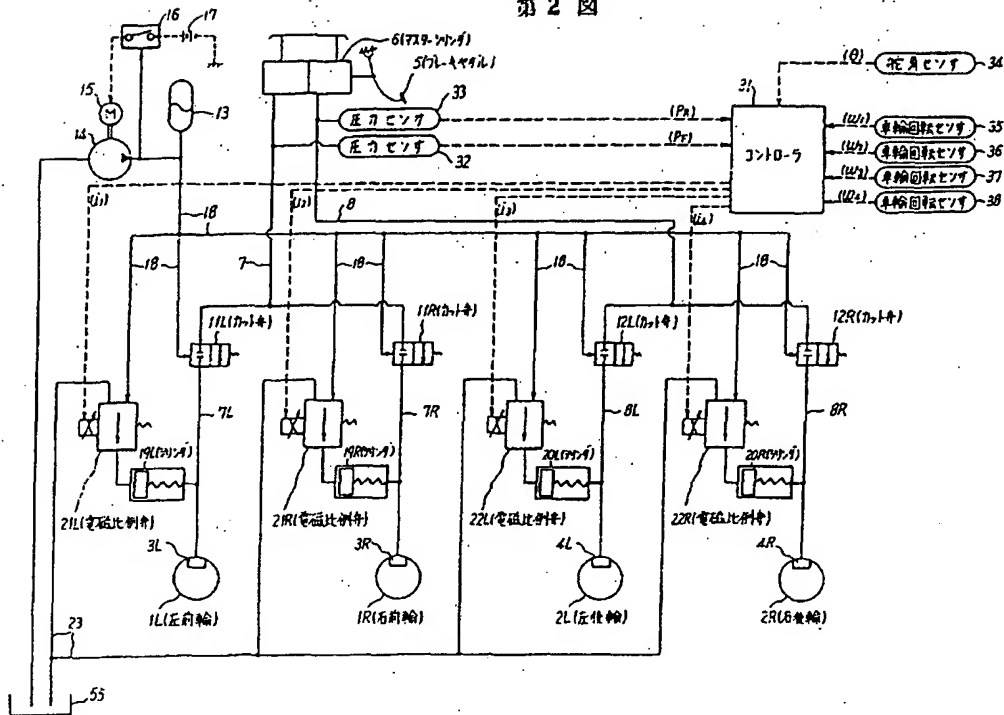 第2図
16
17
6(マスターシリンダ)
5(ブレーキペダル)
(θ)
舵角センサ
34
31
15
M
13
33
圧力センサ
(PR)
圧力センサ
(PF)
32
14
コントローラ
(ω1)
車輪回転センサ
35
(ω2)
車輪回転センサ
36
(ω3)
車輪回転センサ
37
(ω4)
車輪回転センサ
38
(i1)
(i2)
(i3)
(i4)
18
8
18
7
18
18
18
11L(カット弁)
11R(カット弁)
12L(カット弁)
12R(カット弁)
7L
7R
8L
8R
19L(シリンダ)
19R(シリンダ)
20L(シリンダ)
20R(シリンダ)
21L(電磁比例弁)
21R(電磁比例弁)
22L(電磁比例弁)
22R(電磁比例弁)
3L
3R
4L
4R
1L(左前輪)
1R(右前輪)
2L(左後輪)
2R(右後輪)
23
55